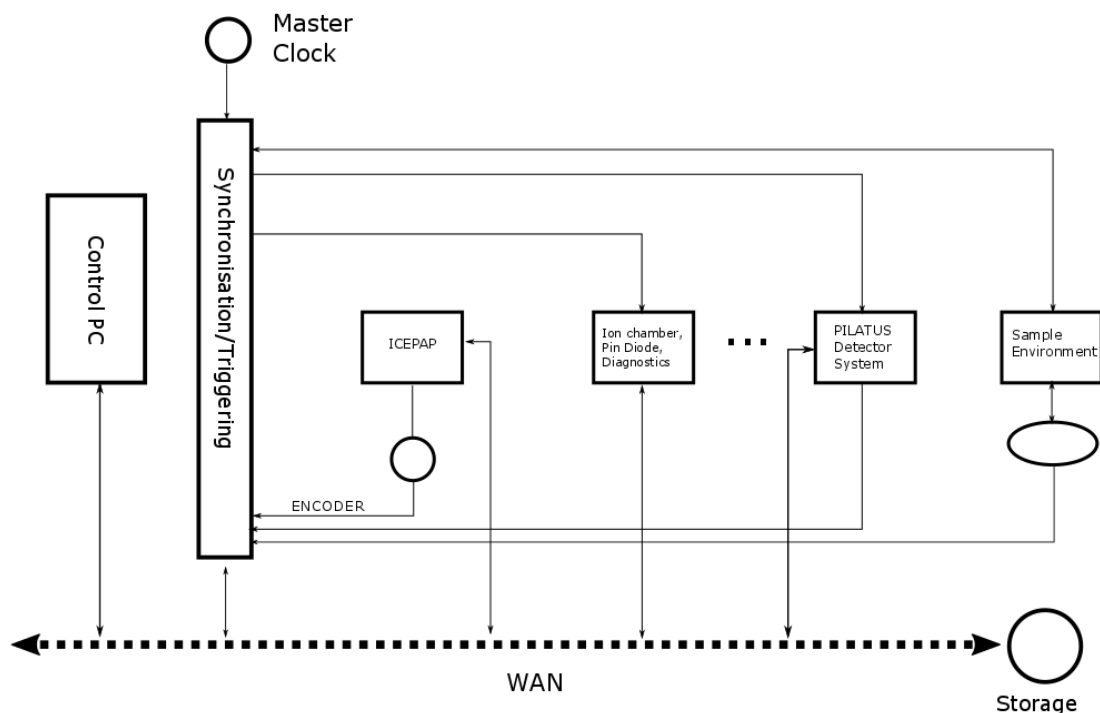 Master
Clock
Synchronisation/Triggering
Control PC
ICEPAP
Ion chamber,
Pin Diode,
Diagnostics
...
PILATUS
Detector
System
Sample
Environment
ENCODER
WAN
Storage